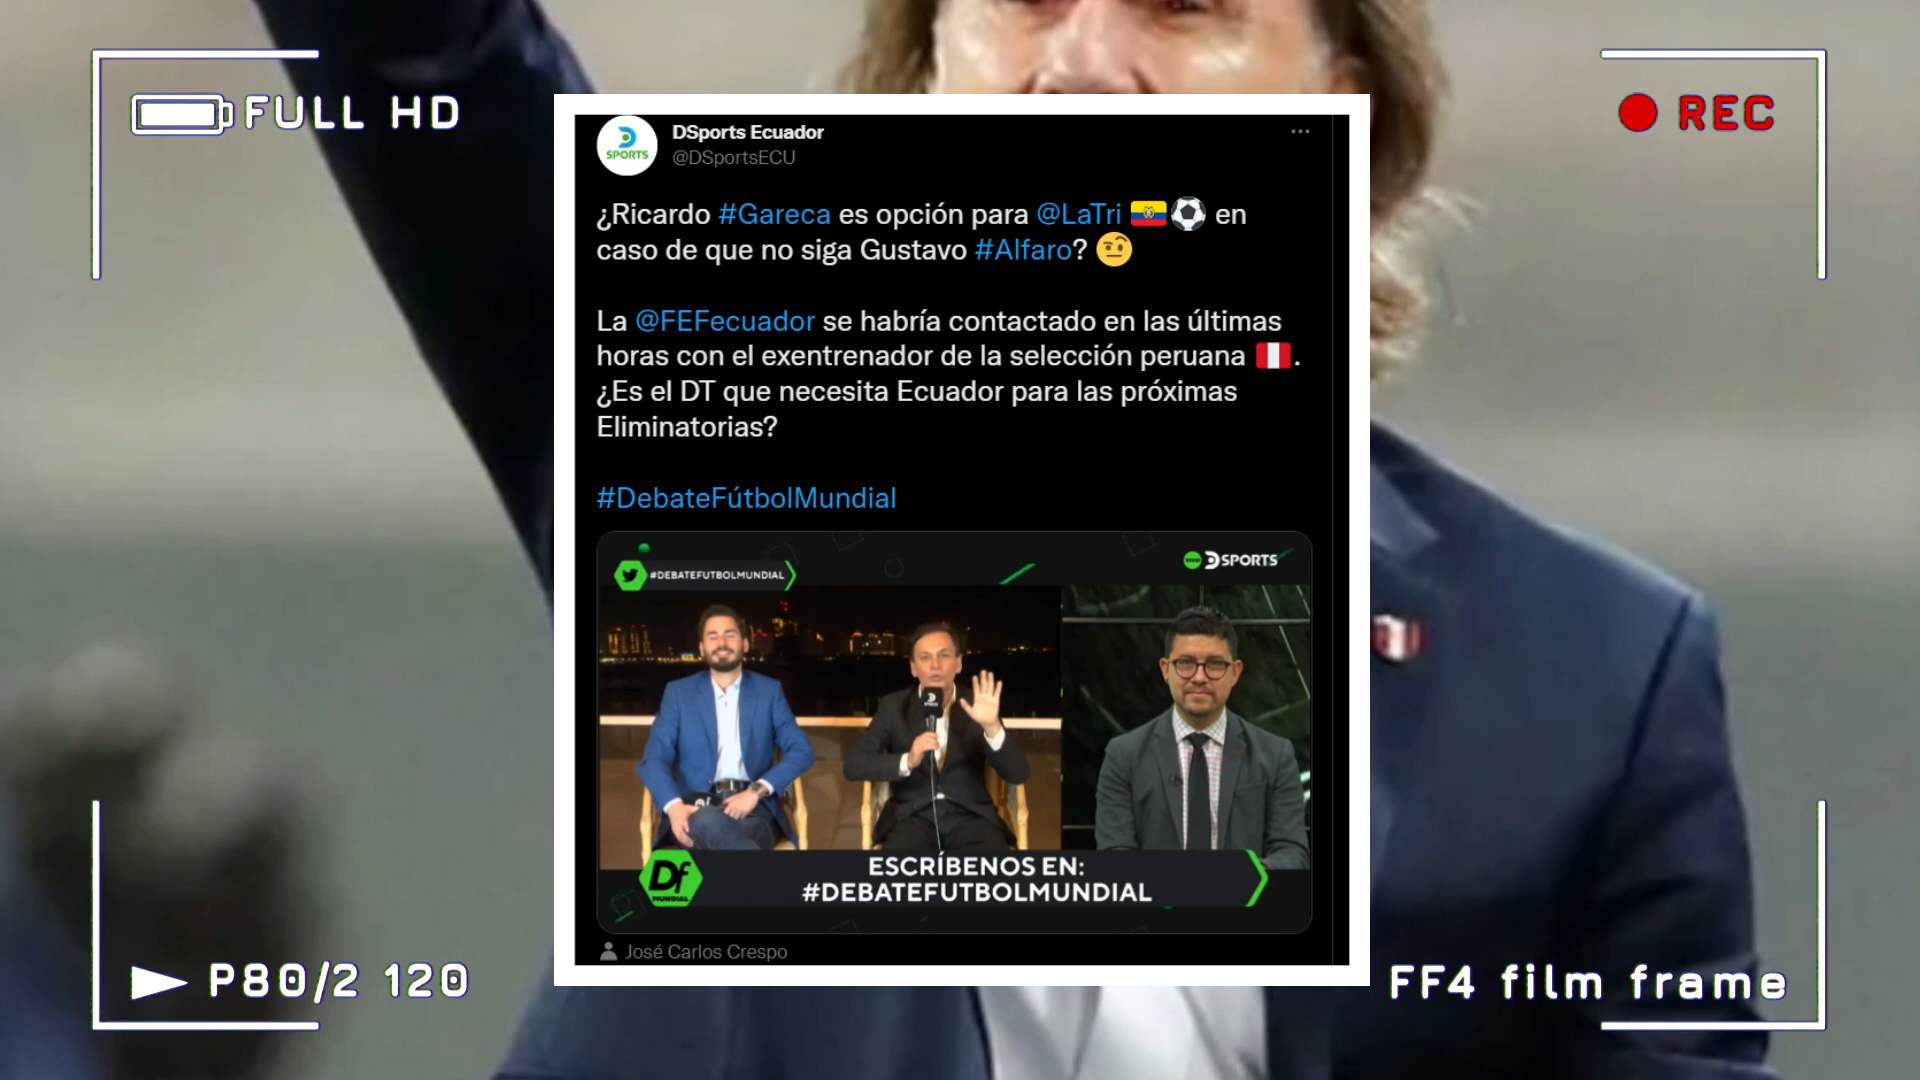 FULL HD
REC
SPORTS
DSports Ecuador
@DSportsECU
¿Ricardo #Gareca es opción para @LaTri en
caso de que no siga Gustavo #Alfaro?
La @FEFecuador se habría contactado en las últimas
horas con el exentrenador de la selección peruana .
¿Es el DT que necesita Ecuador para las próximas
Eliminatorias?
#DebateFútbolMundial
#DEBATEFUTBOLMUNDIAL
DSPORTS
Df
MUNDIAL
ESCRÍBENOS EN:
#DEBATEFUTBOLMUNDIAL
José Carlos Crespo
P80/2 120
FF4 film frame